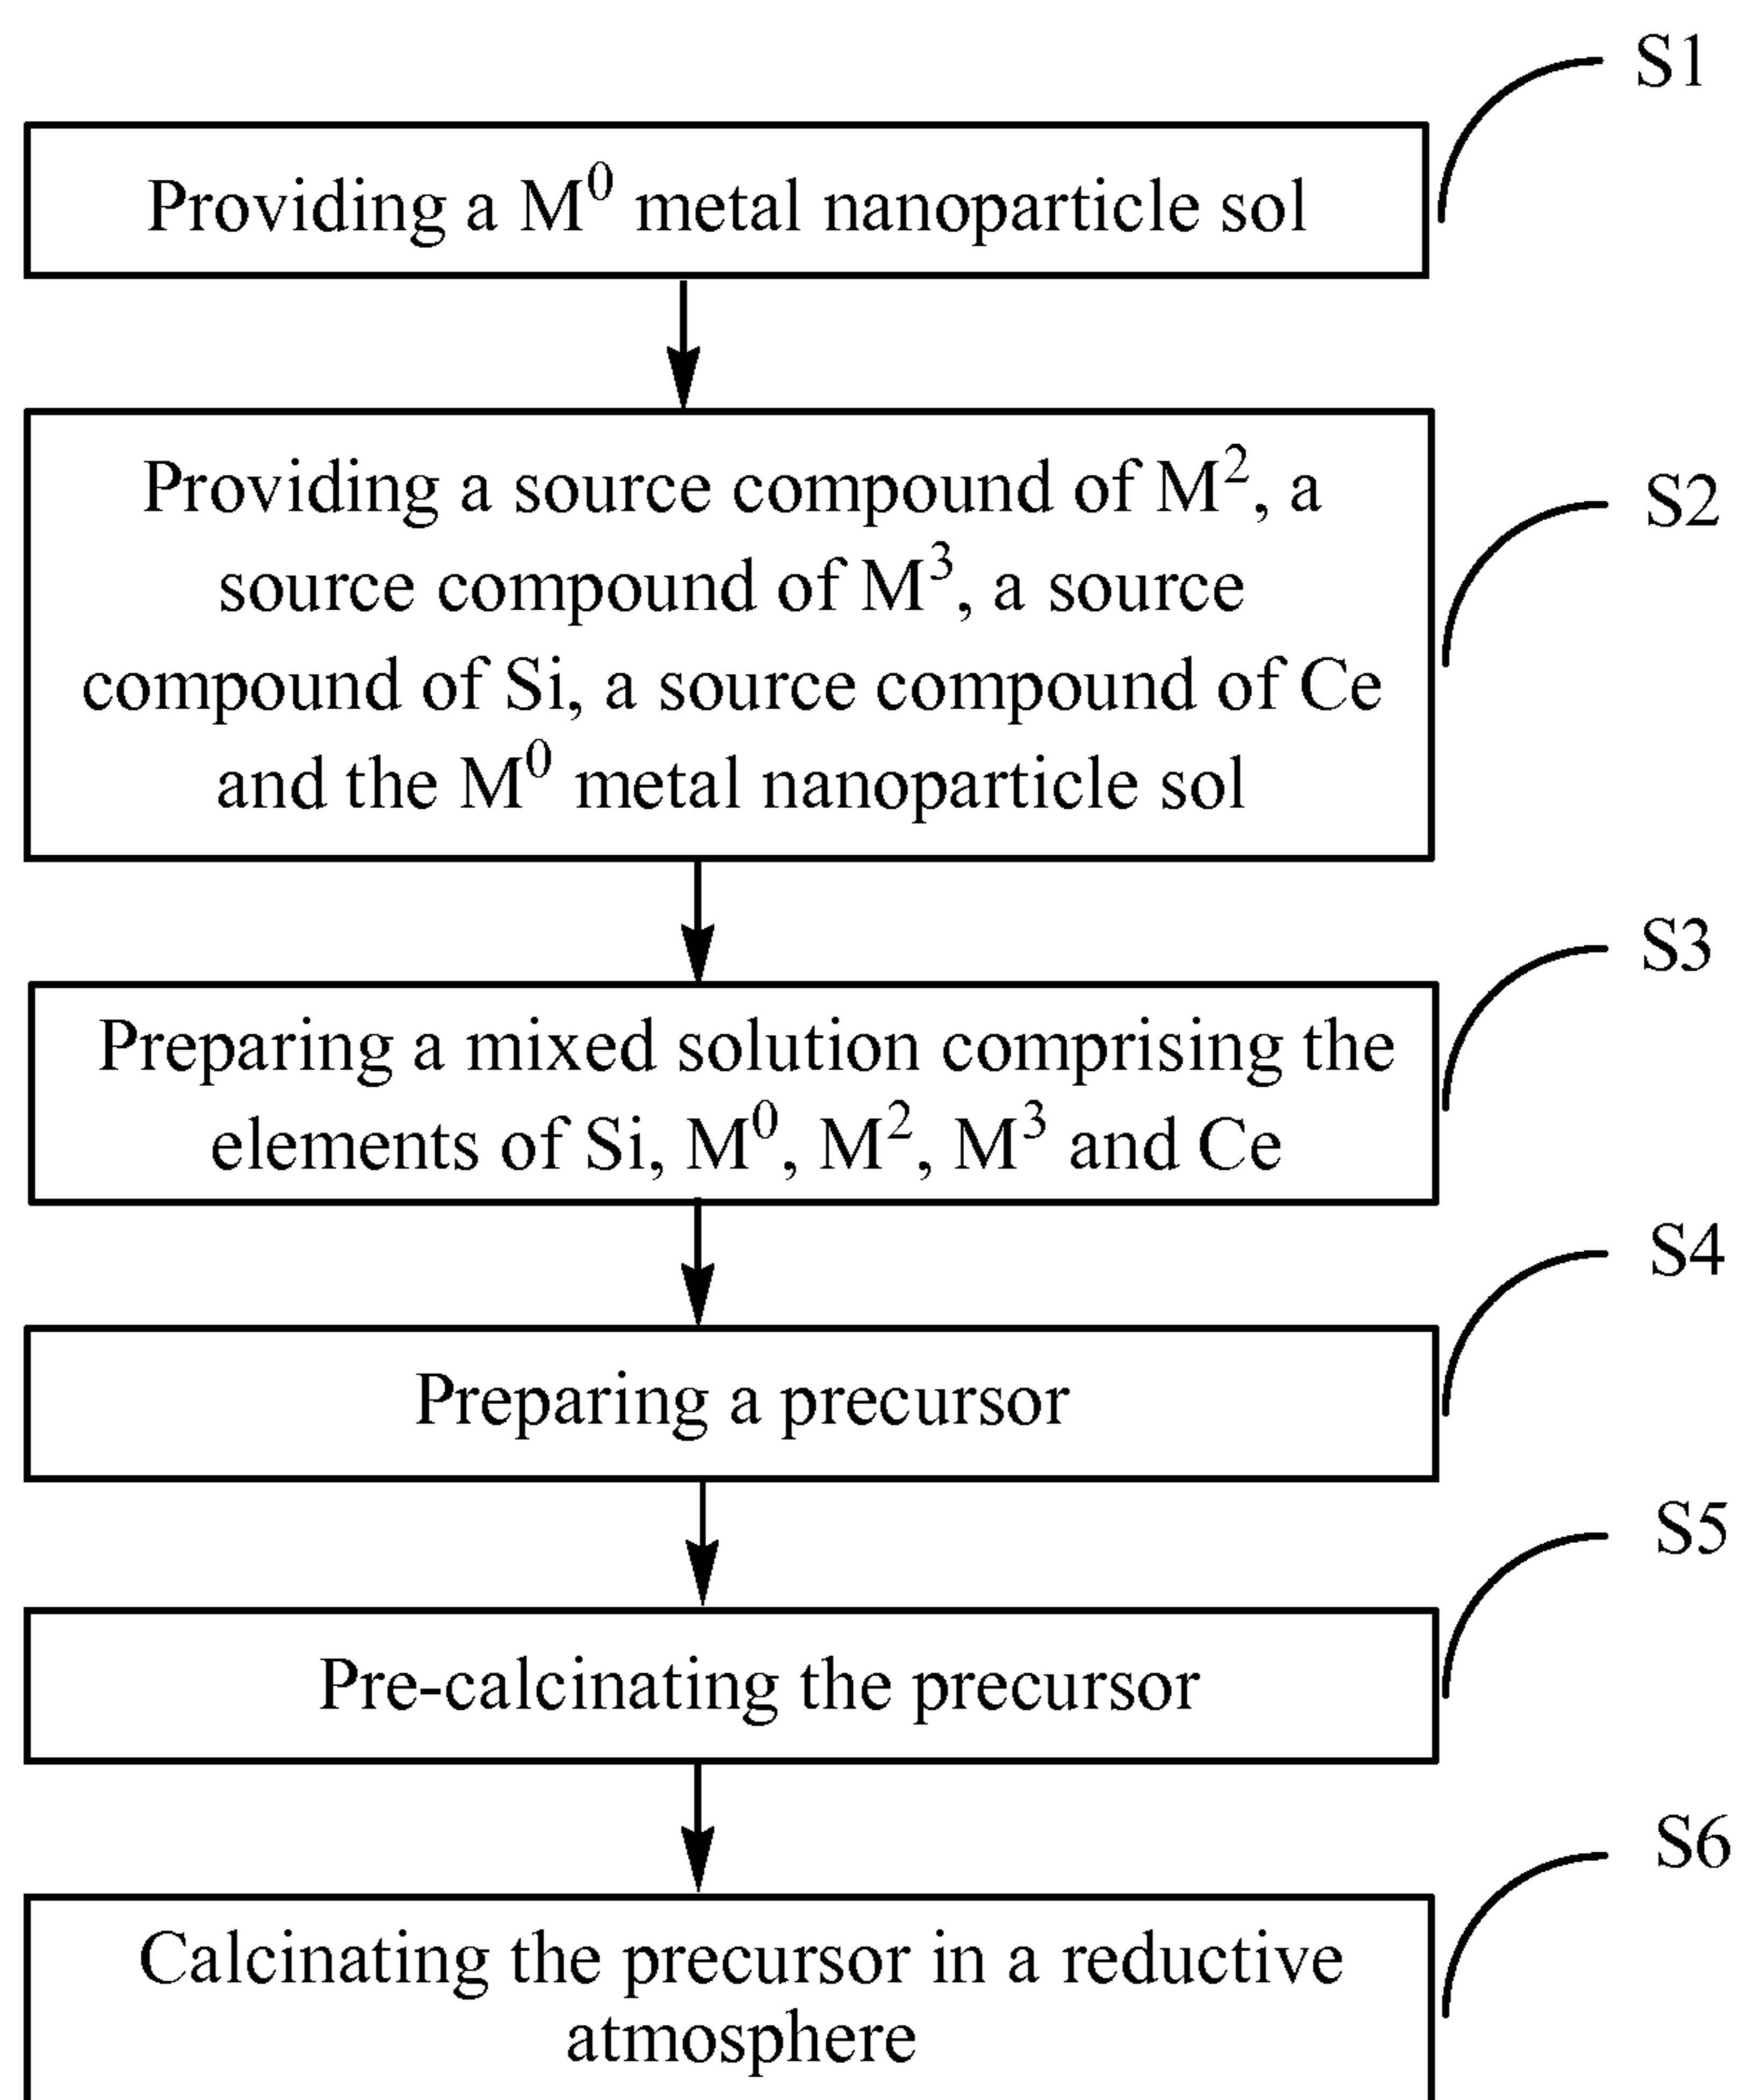 S1
Providing a M⁰ metal nanoparticle sol
Providing a source compound of M², a
S2
source compound of M³, a source
compound of Si, a source compound of Ce
and the M⁰ metal nanoparticle sol
S3
Preparing a mixed solution comprising the
elements of Si, M⁰, M², M³ and Ce
S4
Preparing a precursor
S5
Pre-calcinating the precursor
S6
Calcinating the precursor in a reductive
atmosphere